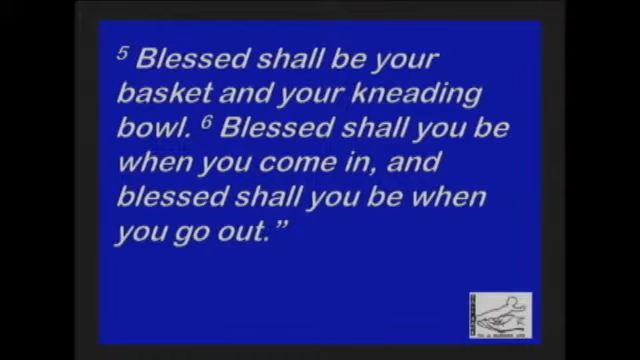 ⁵ Blessed shall be your
basket and your kneading
bowl. ⁶ Blessed shall you be
when you come in, and
blessed shall you be when
you go out.”